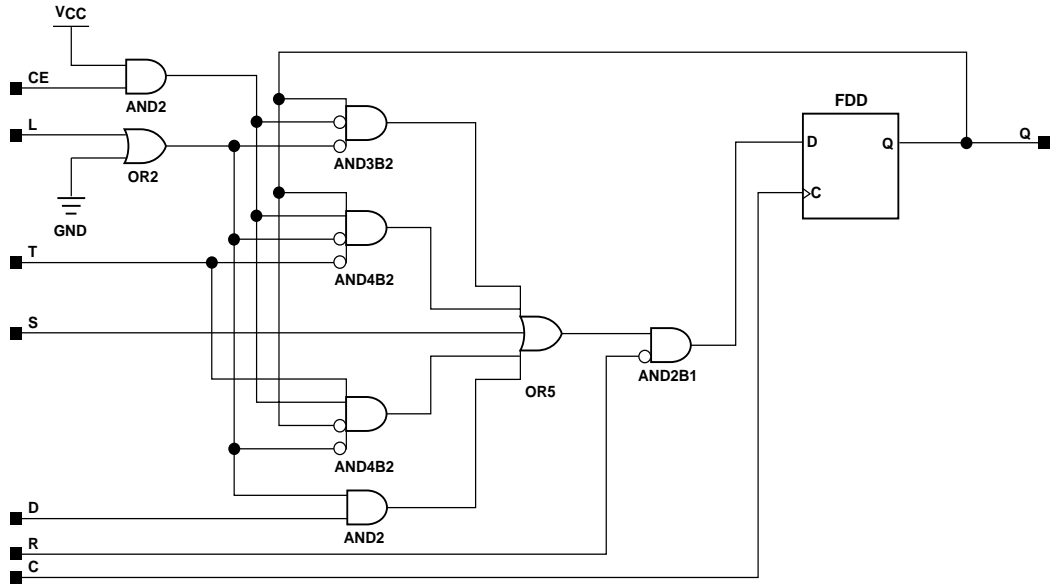 VCC
CE
AND2
L
OR2
GND
T
S
D
R
C
AND3B2
AND4B2
AND4B2
AND2
OR5
AND2B1
FDD
D
Q
C
Q